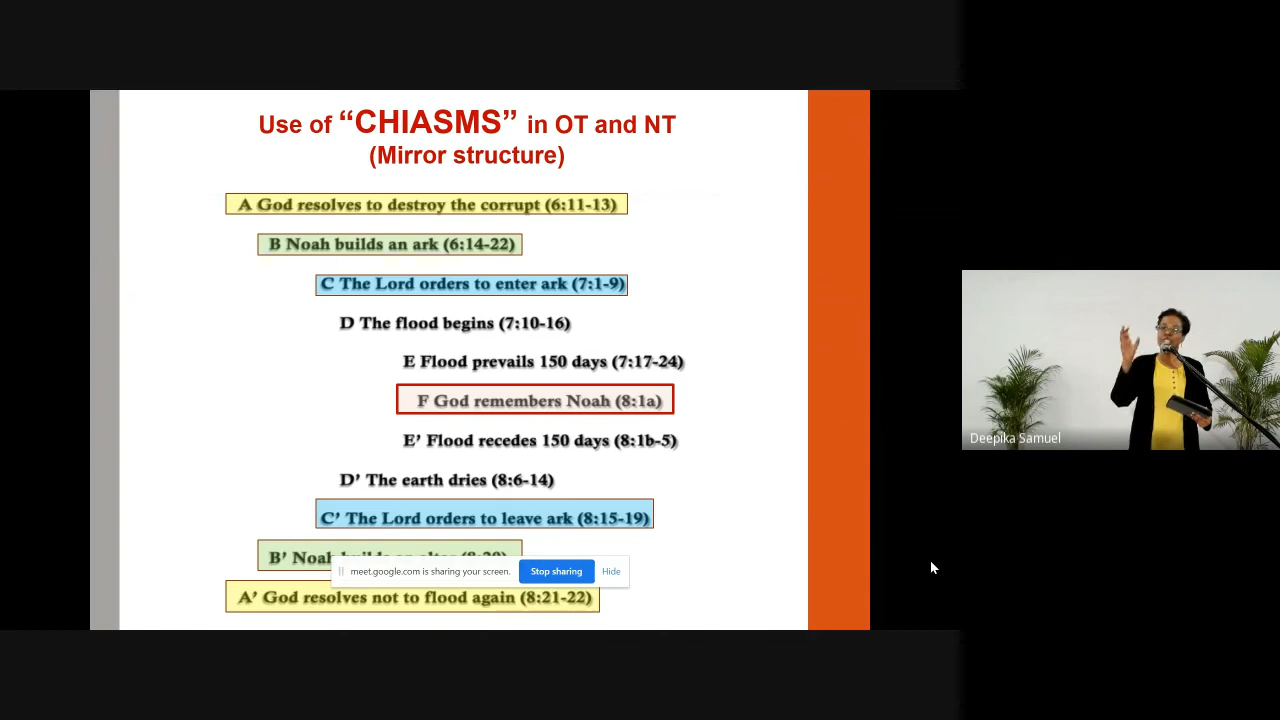 Use of “CHIASMS” in OT and NT
(Mirror structure)
A God resolves to destroy the corrupt (6:11-13)
B Noah builds an ark (6:14-22)
C The Lord orders to enter ark (7:1-9)
D The flood begins (7:10-16)
E Flood prevails 150 days (7:17-24)
F God remembers Noah (8:1a)
E’ Flood recedes 150 days (8:1b-5)
D’ The earth dries (8:6-14)
C’ The Lord orders to leave ark (8:15-19)
B’ Noah
meet.google.com is sharing your screen. Stop sharing Hide
A’ God resolves not to flood again (8:21-22)
Deepika Samuel